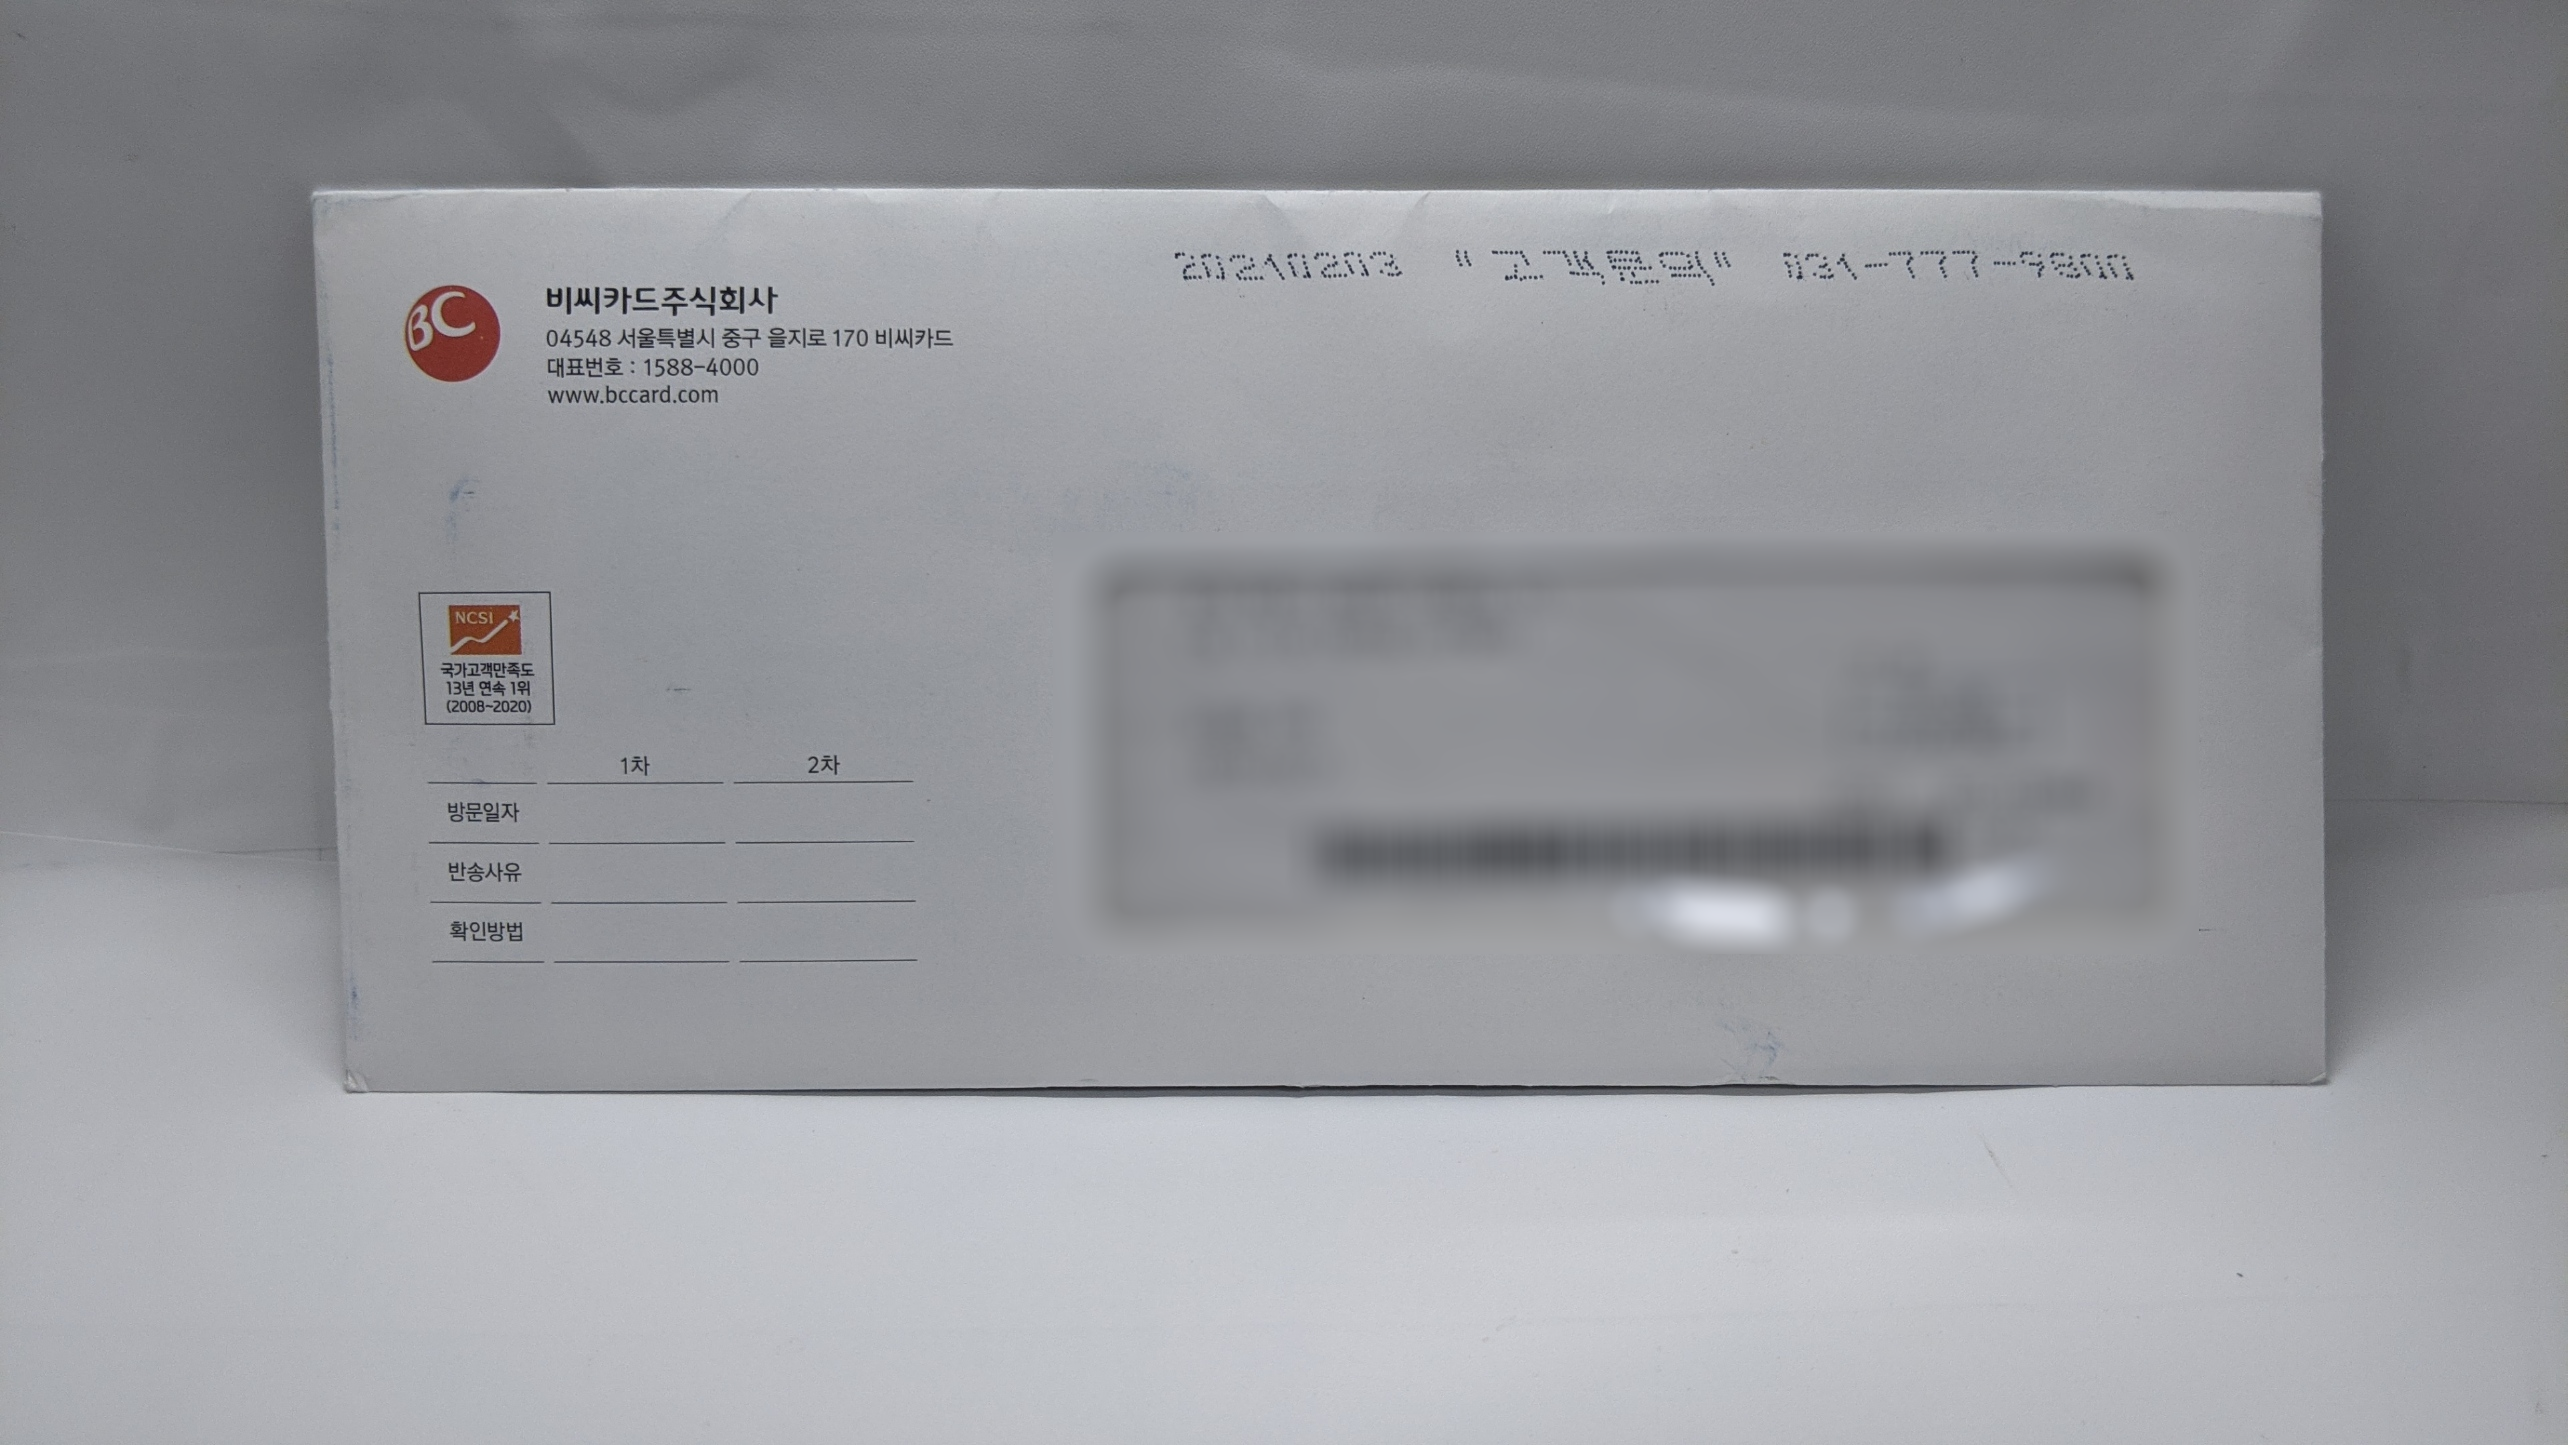 20210203 "고객문의" 031-777-9800
BC
비씨카드주식회사
04548 서울특별시 중구 을지로 170 비씨카드
대표번호 : 1588-4000
www.bccard.com
NCSI
국가고객만족도
13년 연속 1위
(2008~2020)
1차 2차
방문일자
반송사유
확인방법